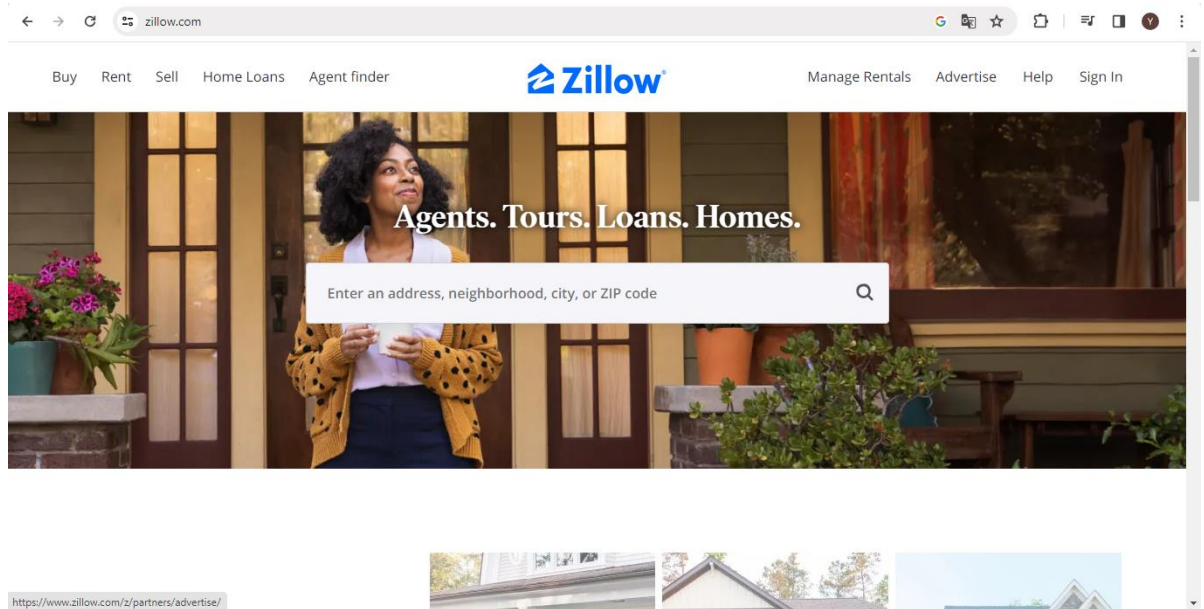 zillow.com
Y
Buy Rent Sell Home Loans Agent finder Zillow® Manage Rentals Advertise Help Sign In
Agents. Tours. Loans. Homes.
Enter an address, neighborhood, city, or ZIP code
https://www.zillow.com/z/partners/advertise/